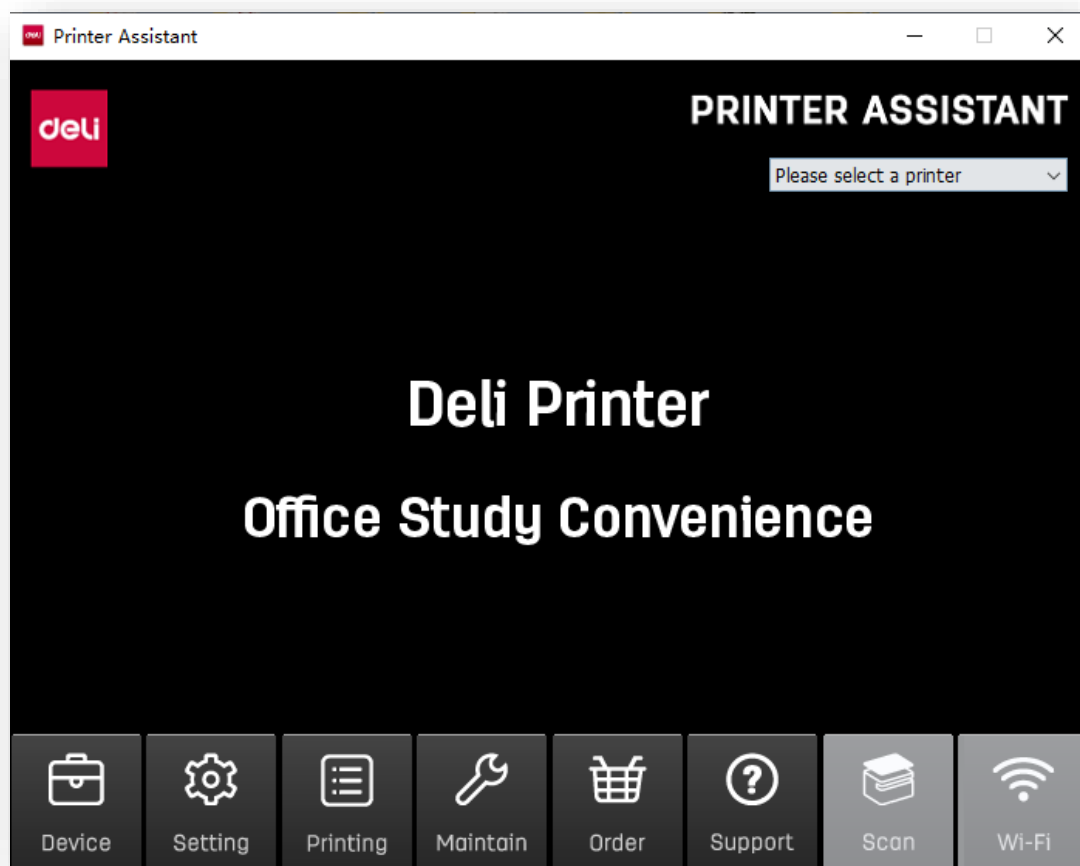 deli Printer Assistant
deli
PRINTER ASSISTANT
Please select a printer
Deli Printer
Office Study Convenience
Device Setting Printing Maintain Order Support Scan Wi-Fi